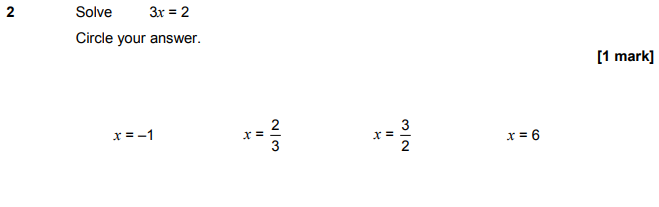 2 Solve 3x = 2
Circle your answer.
[1 mark]
x = –1 x = 2/3 x = 3/2 x = 6